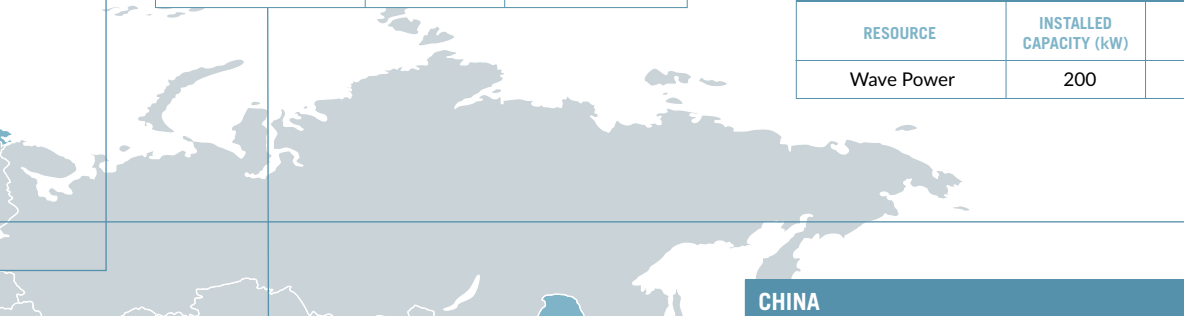 RESOURCE
INSTALLED
CAPACITY (kW)
Wave Power
200
CHINA